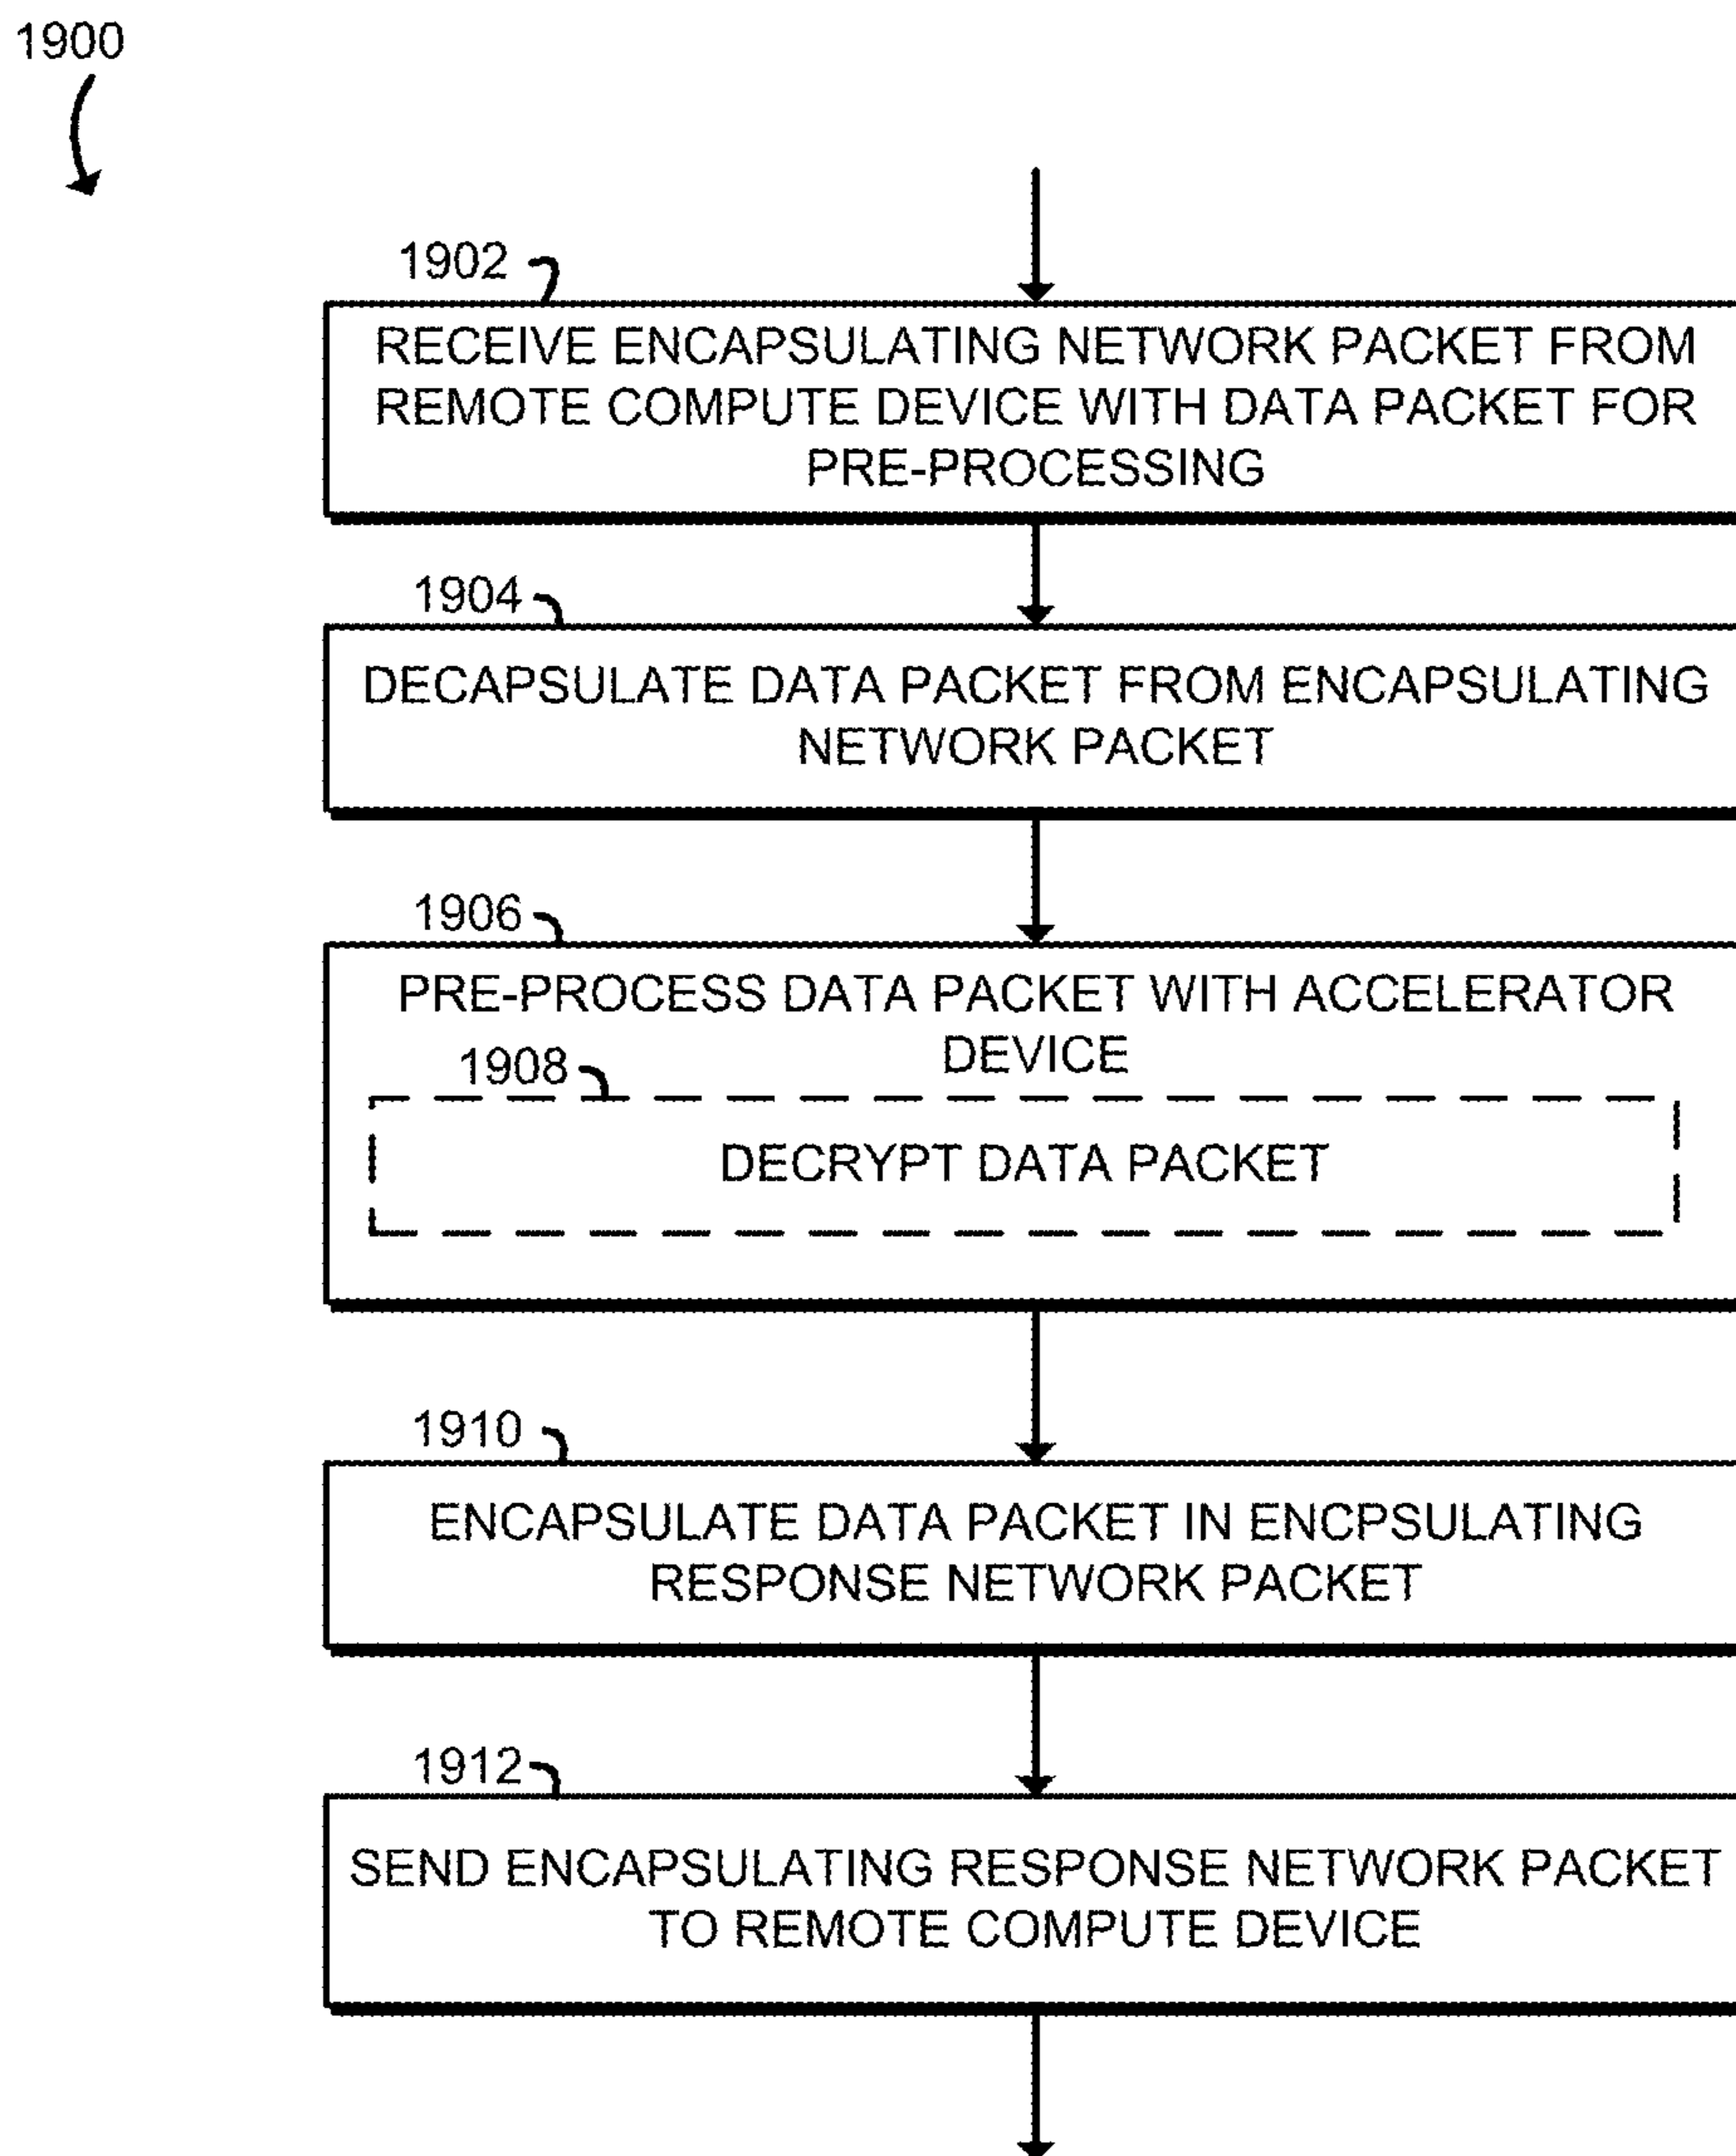 1900
1902
RECEIVE ENCAPSULATING NETWORK PACKET FROM
REMOTE COMPUTE DEVICE WITH DATA PACKET FOR
PRE-PROCESSING
1904
DECAPSULATE DATA PACKET FROM ENCAPSULATING
NETWORK PACKET
1906
PRE-PROCESS DATA PACKET WITH ACCELERATOR
DEVICE
1908
DECRYPT DATA PACKET
1910
ENCAPSULATE DATA PACKET IN ENCPSULATING
RESPONSE NETWORK PACKET
1912
SEND ENCAPSULATING RESPONSE NETWORK PACKET
TO REMOTE COMPUTE DEVICE